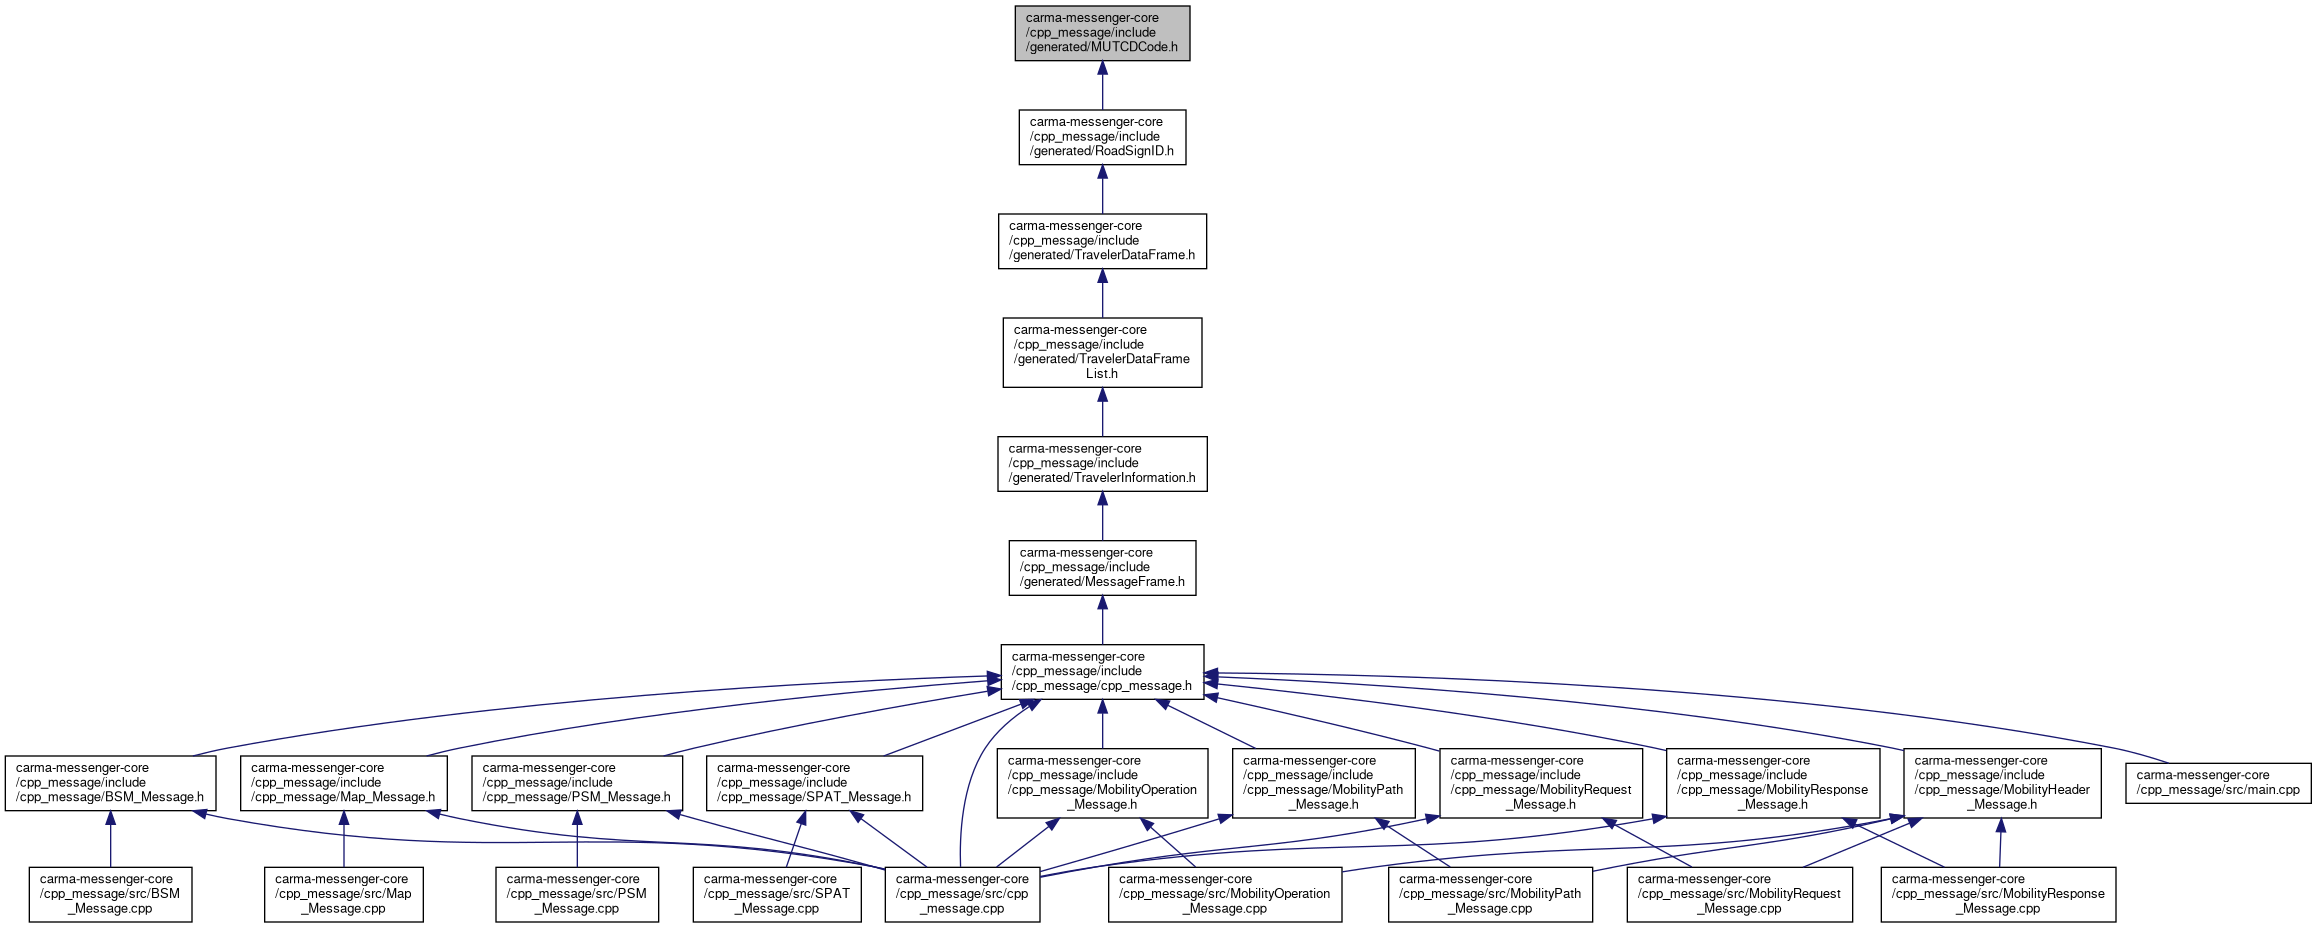 carma-messenger-core
/cpp_message/include
/generated/MUTCDCode.h
carma-messenger-core
/cpp_message/include
/generated/RoadSignID.h
carma-messenger-core
/cpp_message/include
/generated/TravelerDataFrame.h
carma-messenger-core
/cpp_message/include
/generated/TravelerDataFrame
List.h
carma-messenger-core
/cpp_message/include
/generated/TravelerInformation.h
carma-messenger-core
/cpp_message/include
/generated/MessageFrame.h
carma-messenger-core
/cpp_message/include
/cpp_message/cpp_message.h
carma-messenger-core
/cpp_message/include
/cpp_message/BSM_Message.h
carma-messenger-core
/cpp_message/include
/cpp_message/Map_Message.h
carma-messenger-core
/cpp_message/include
/cpp_message/PSM_Message.h
carma-messenger-core
/cpp_message/include
/cpp_message/SPAT_Message.h
carma-messenger-core
/cpp_message/include
/cpp_message/MobilityOperation
_Message.h
carma-messenger-core
/cpp_message/include
/cpp_message/MobilityPath
_Message.h
carma-messenger-core
/cpp_message/include
/cpp_message/MobilityRequest
_Message.h
carma-messenger-core
/cpp_message/include
/cpp_message/MobilityResponse
_Message.h
carma-messenger-core
/cpp_message/include
/cpp_message/MobilityHeader
_Message.h
carma-messenger-core
/cpp_message/src/main.cpp
carma-messenger-core
/cpp_message/src/BSM
_Message.cpp
carma-messenger-core
/cpp_message/src/Map
_Message.cpp
carma-messenger-core
/cpp_message/src/PSM
_Message.cpp
carma-messenger-core
/cpp_message/src/SPAT
_Message.cpp
carma-messenger-core
/cpp_message/src/cpp
_message.cpp
carma-messenger-core
/cpp_message/src/MobilityOperation
_Message.cpp
carma-messenger-core
/cpp_message/src/MobilityPath
_Message.cpp
carma-messenger-core
/cpp_message/src/MobilityRequest
_Message.cpp
carma-messenger-core
/cpp_message/src/MobilityResponse
_Message.cpp